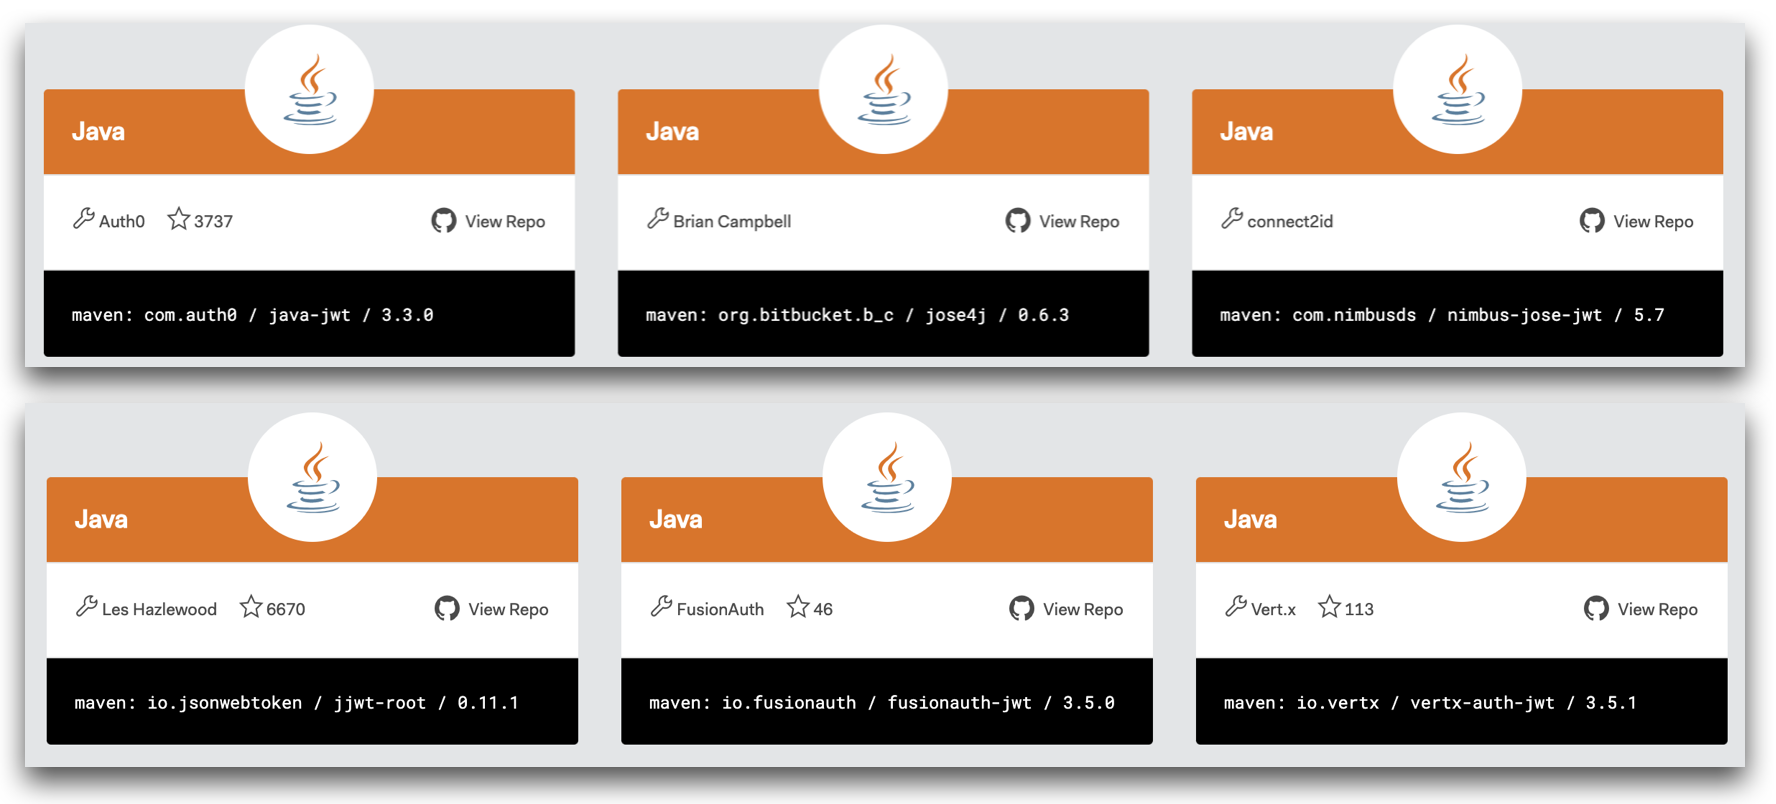 Java
Auth0 3737 View Repo
maven: com.auth0 / java-jwt / 3.3.0
Java
Brian Campbell View Repo
maven: org.bitbucket.b_c / jose4j / 0.6.3
Java
connect2id View Repo
maven: com.nimbusds / nimbus-jose-jwt / 5.7
Java
Les Hazlewood 6670 View Repo
maven: io.jsonwebtoken / jjwt-root / 0.11.1
Java
FusionAuth 46 View Repo
maven: io.fusionauth / fusionauth-jwt / 3.5.0
Java
Vert.x 113 View Repo
maven: io.vertx / vertx-auth-jwt / 3.5.1